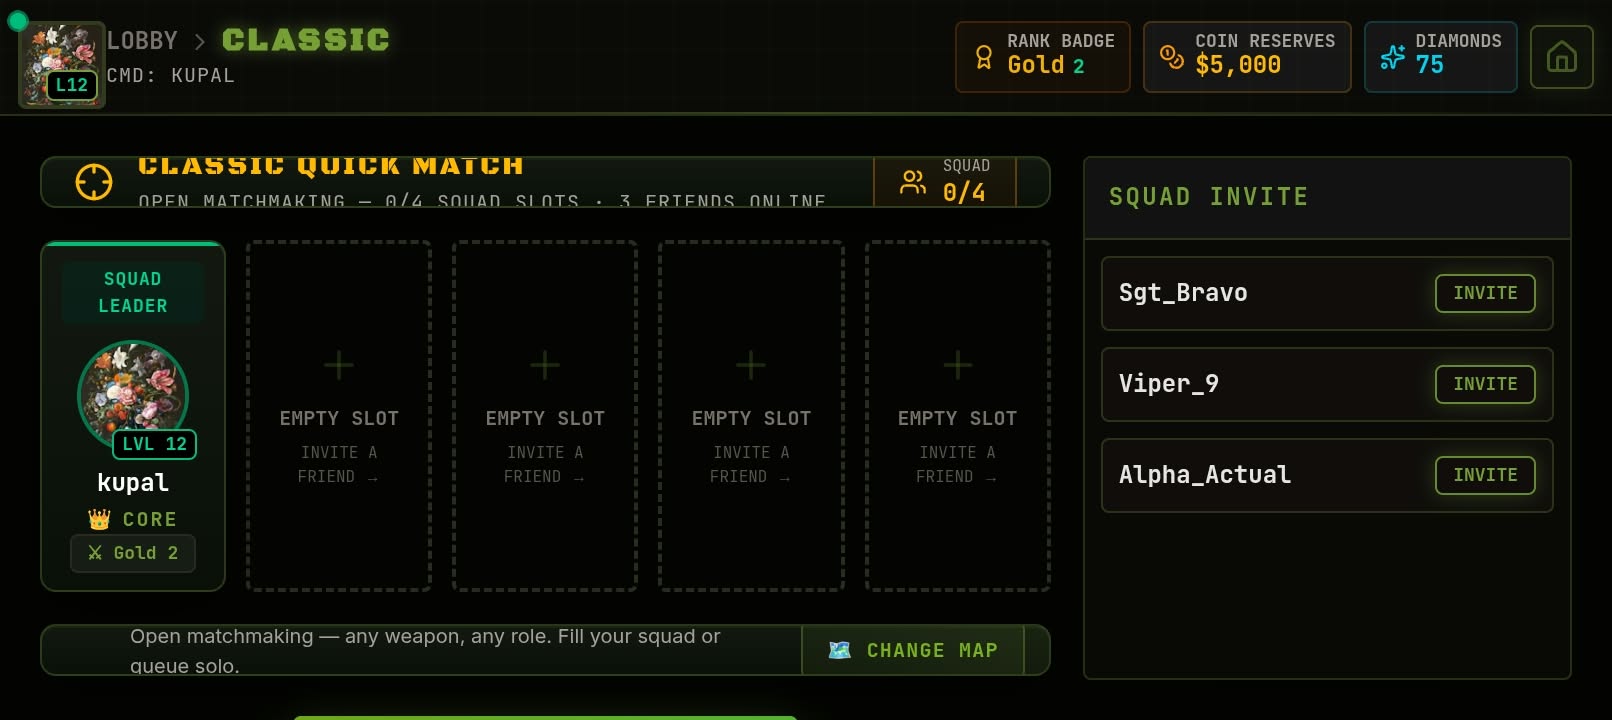 LOBBY > CLASSIC
CMD: KUPAL
L12
RANK BADGE
Gold 2
COIN RESERVES
$5,000
DIAMONDS
75
CLASSIC QUICK MATCH
OPEN MATCHMAKING — 0/4 SQUAD SLOTS · 3 FRIENDS ONLINE
SQUAD
0/4
SQUAD
LEADER
LVL 12
kupal
👑 CORE
⚔ Gold 2
EMPTY SLOT
INVITE A
FRIEND →
EMPTY SLOT
INVITE A
FRIEND →
EMPTY SLOT
INVITE A
FRIEND →
EMPTY SLOT
INVITE A
FRIEND →
Open matchmaking — any weapon, any role. Fill your squad or
queue solo.
🗺️ CHANGE MAP
SQUAD INVITE
Sgt_Bravo INVITE
Viper_9 INVITE
Alpha_Actual INVITE